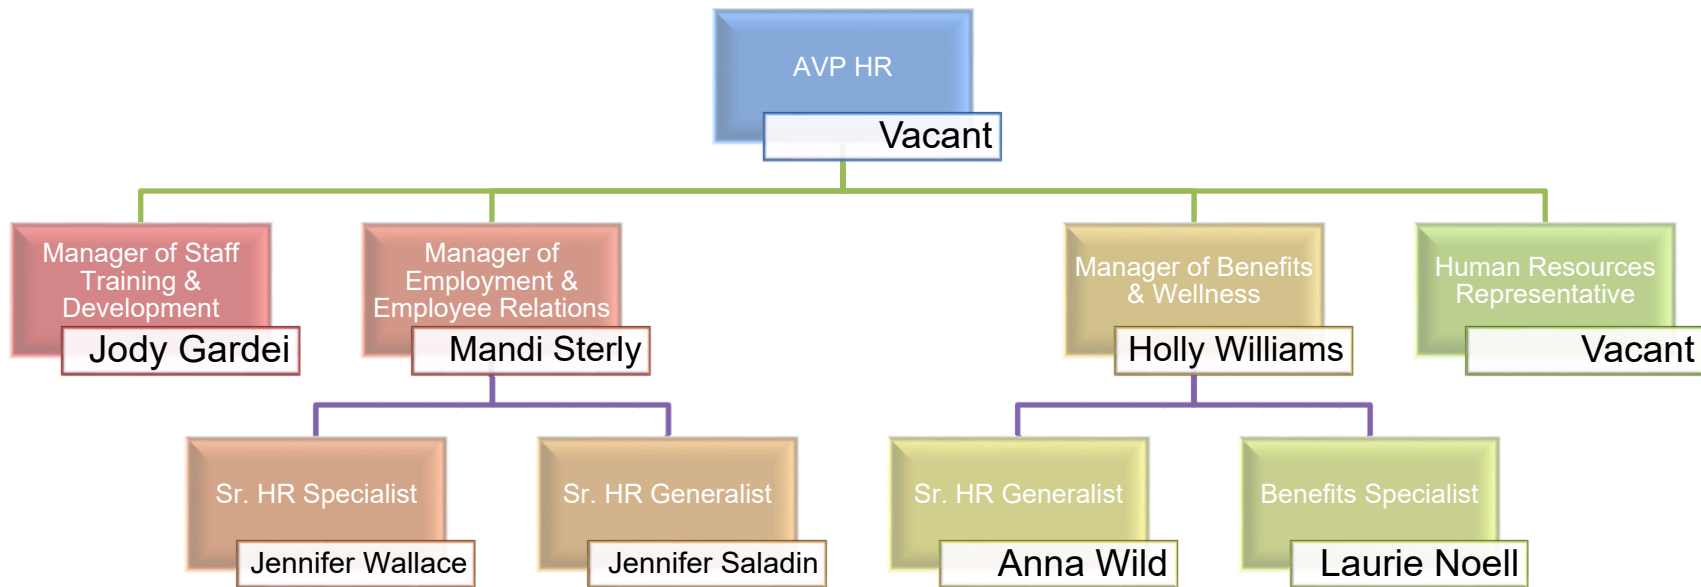 AVP HR
Vacant
Manager of Staff
Training &
Development
Jody Gardei
Manager of
Employment &
Employee Relations
Mandi Sterly
Manager of Benefits
& Wellness
Holly Williams
Human Resources
Representative
Vacant
Sr. HR Specialist
Jennifer Wallace
Sr. HR Generalist
Jennifer Saladin
Sr. HR Generalist
Anna Wild
Benefits Specialist
Laurie Noell